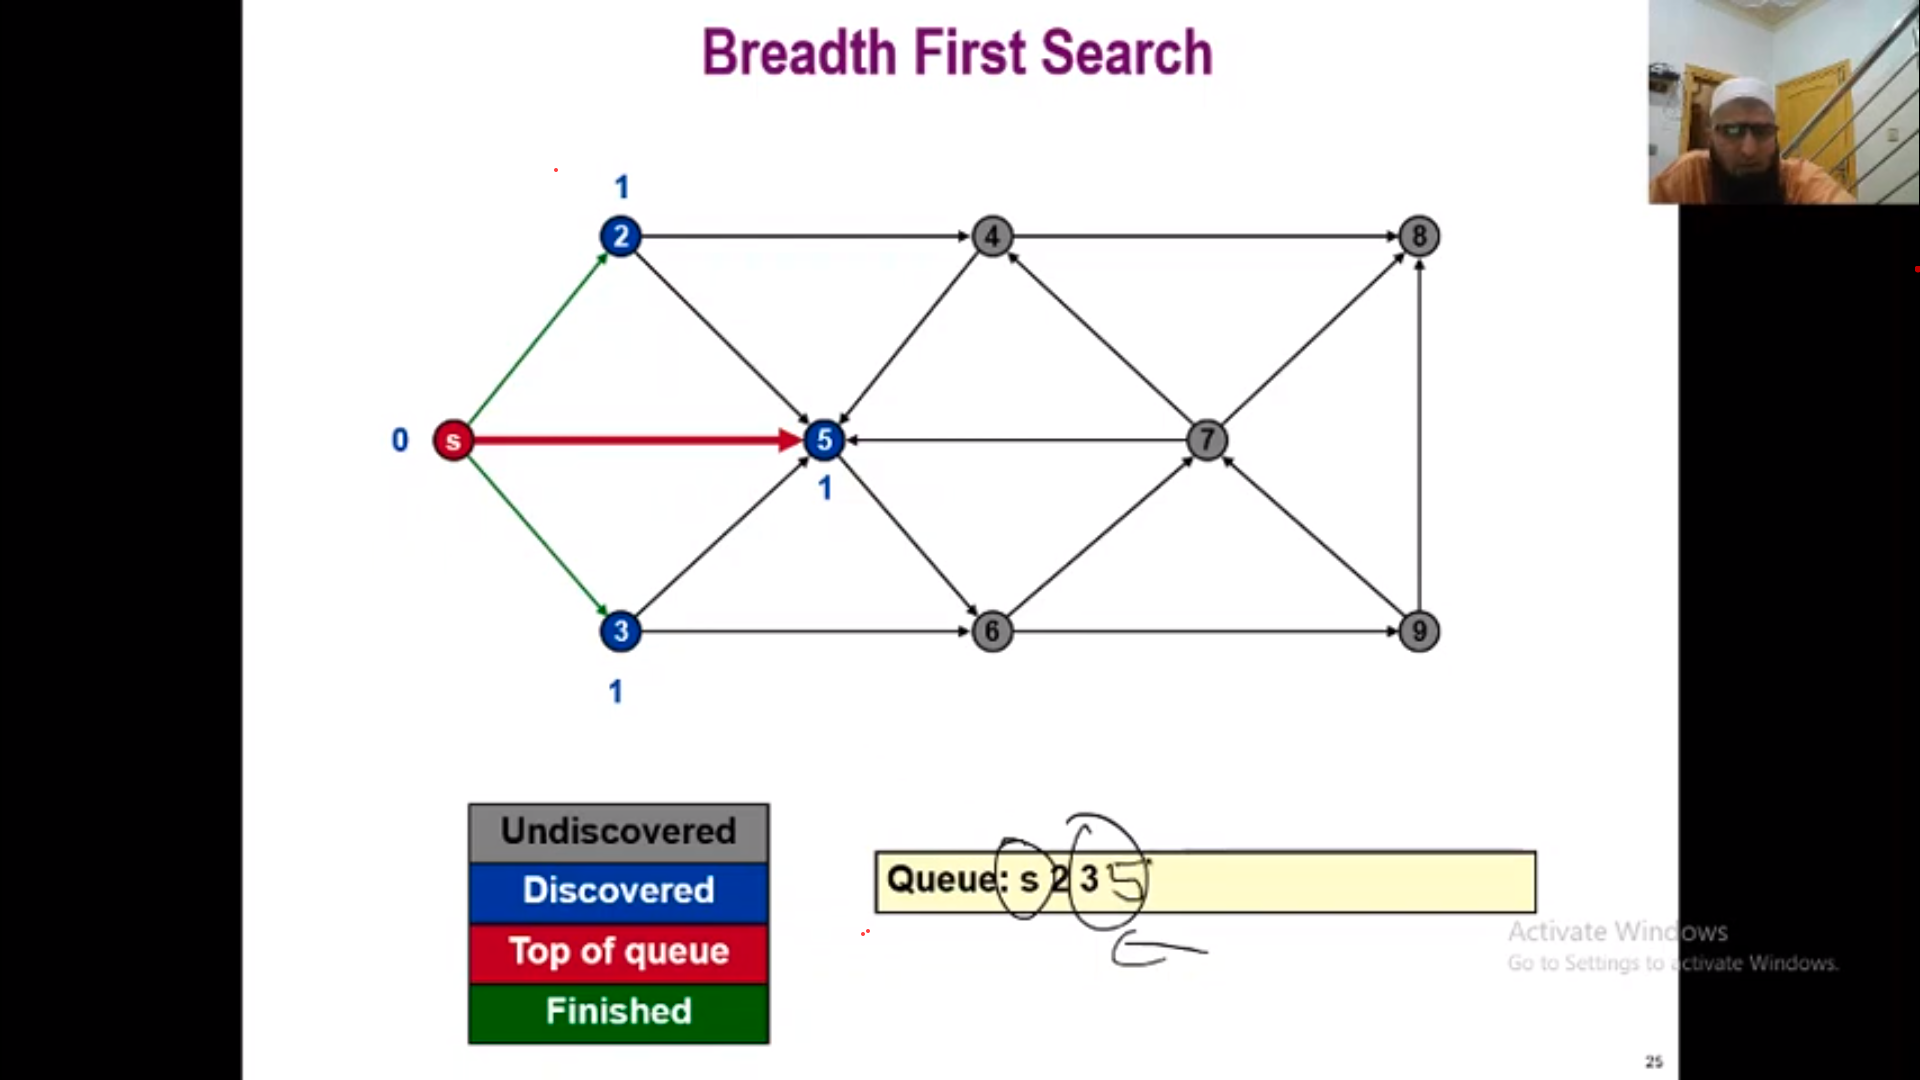 Breadth First Search
1
2
4
8
0
s
5
7
1
3
6
9
1
Undiscovered
Discovered
Top of queue
Finished
Queue: s 2 3 5
Activate Windows
Go to Settings to activate Windows.
25